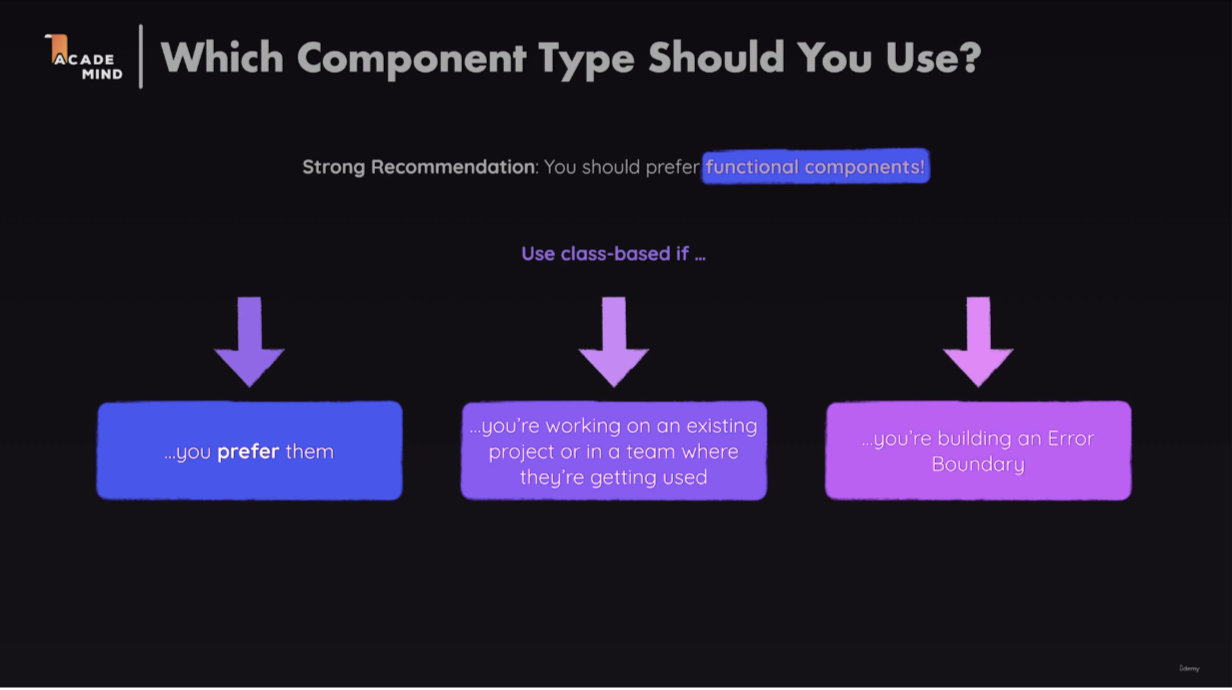 ACADE
MIND
Which Component Type Should You Use?
Strong Recommendation: You should prefer functional components!
Use class-based if ...
...you prefer them
...you're working on an existing
project or in a team where
they're getting used
...you're building an Error
Boundary
Udemy